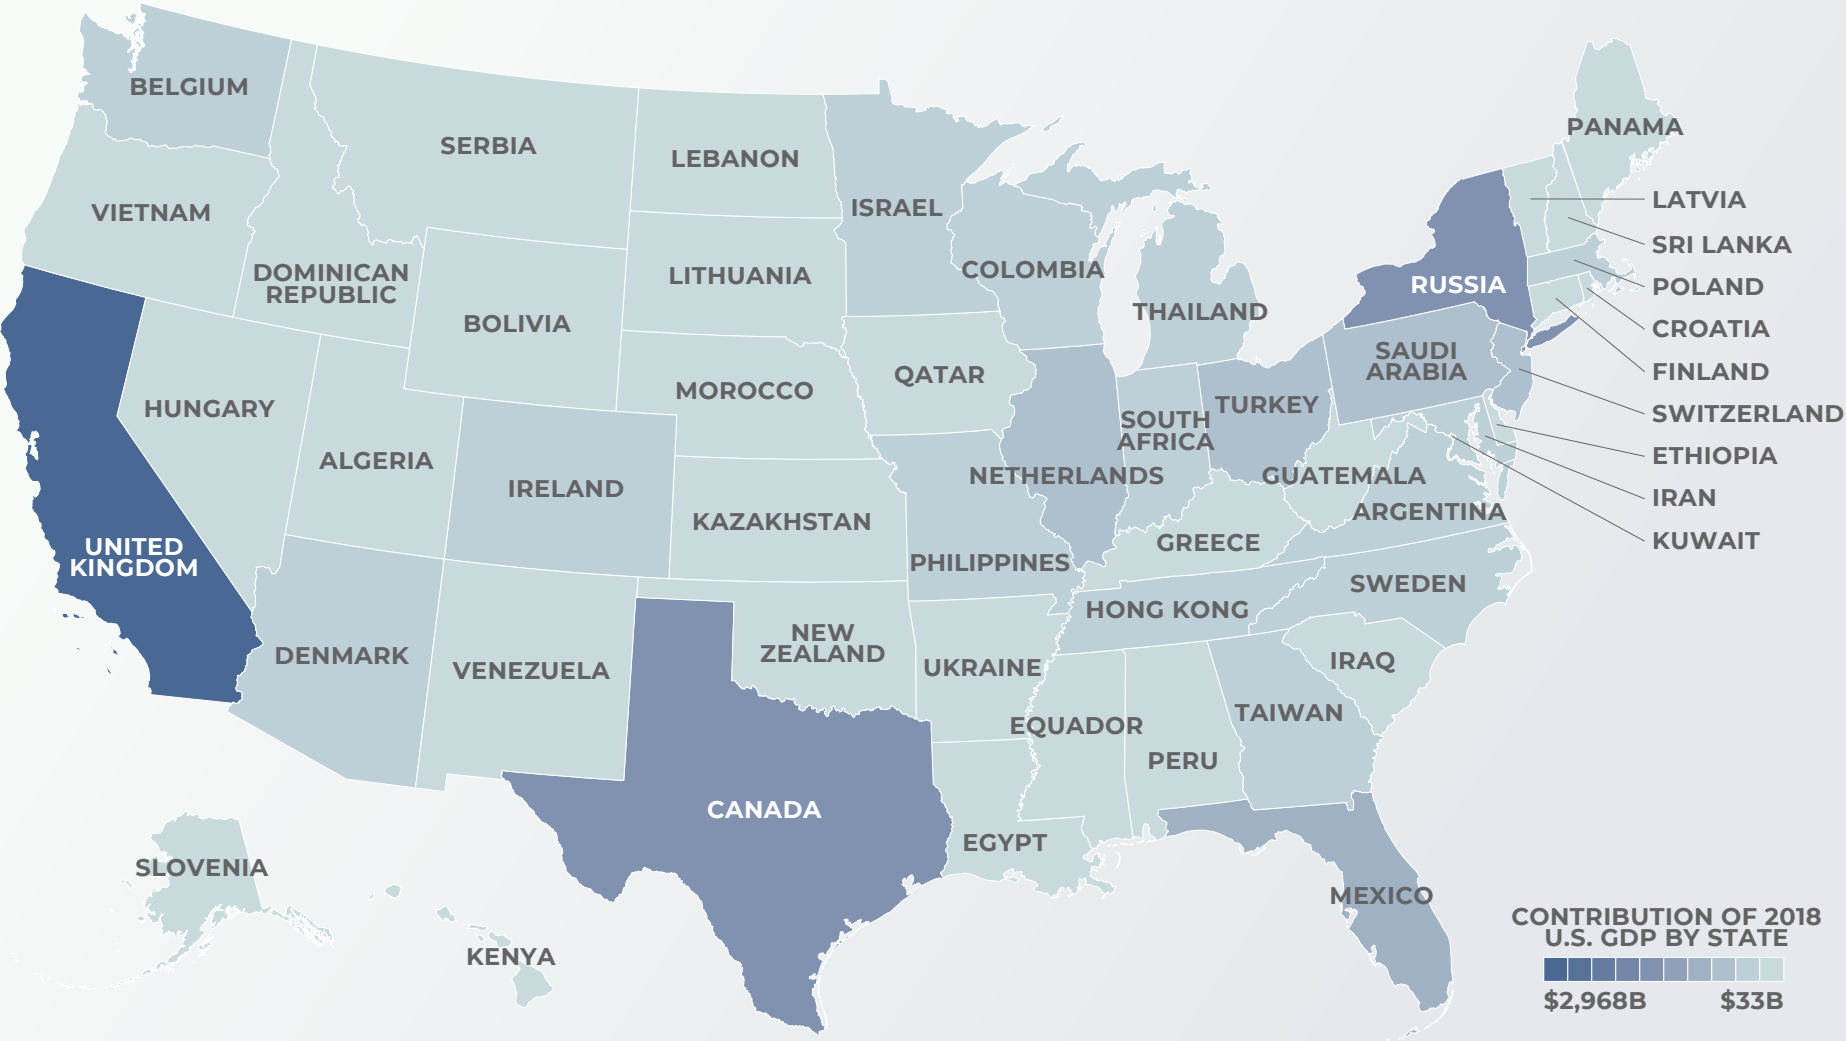 BELGIUM
SERBIA
LEBANON
PANAMA
VIETNAM
ISRAEL
LATVIA
SRI LANKA
DOMINICAN
REPUBLIC
LITHUANIA
COLOMBIA
RUSSIA
POLAND
BOLIVIA
THAILAND
CROATIA
SAUDI
ARABIA
FINLAND
MOROCCO
QATAR
HUNGARY
TURKEY
SWITZERLAND
SOUTH
AFRICA
ALGERIA
ETHIOPIA
IRELAND
NETHERLANDS
GUATEMALA
IRAN
KAZAKHSTAN
ARGENTINA
UNITED
KINGDOM
GREECE
KUWAIT
PHILIPPINES
SWEDEN
HONG KONG
NEW
ZEALAND
DENMARK
VENEZUELA
UKRAINE
IRAQ
EQUADOR
TAIWAN
PERU
CANADA
EGYPT
SLOVENIA
MEXICO
KENYA
CONTRIBUTION OF 2018
U.S. GDP BY STATE
$2,968B $33B